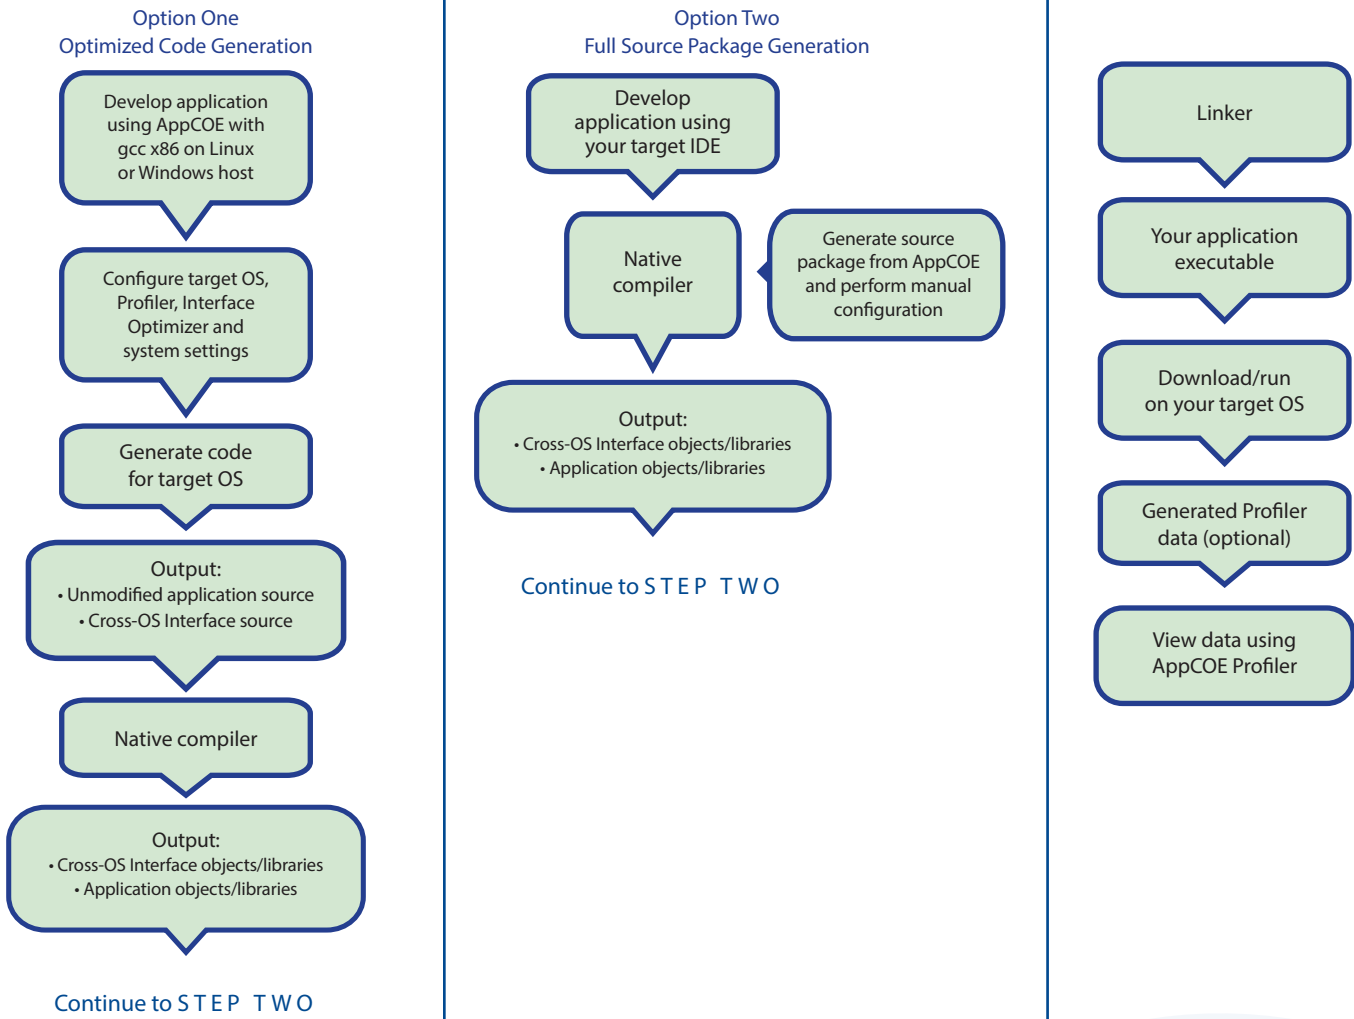 Option One
Optimized Code Generation
Develop application
using AppCOE with
gcc x86 on Linux
or Windows host
Configure target OS,
Profiler, Interface
Optimizer and
system settings
Generate code
for target OS
Output:
• Unmodified application source
• Cross-OS Interface source
Native compiler
Output:
• Cross-OS Interface objects/libraries
• Application objects/libraries
Continue to STEP TWO
Option Two
Full Source Package Generation
Develop
application using
your target IDE
Native
compiler
Generate source
package from AppCOE
and perform manual
configuration
Output:
• Cross-OS Interface objects/libraries
• Application objects/libraries
Continue to STEP TWO
Linker
Your application
executable
Download/run
on your target OS
Generated Profiler
data (optional)
View data using
AppCOE Profiler